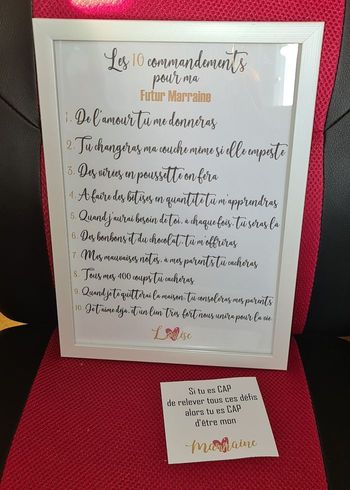 Les 10 commandements
pour ma
Futur Marraine
1. De l'amour tu me donneras
2. Tu changeras ma couche même si elle empeste
3. Des virées en poussette on fera
4. A faire des bêtises en quantité tu m'apprendras
5. Quand j'aurai besoin de toi, à chaque fois, tu seras là
6. Des bonbons et du chocolat, tu m'offriras
7. Mes mauvaises notes, à mes parents tu cacheras
8. Tous mes 400 coups tu cacheras
9. Quand je te quitterai la maison, tu consoleras mes parents
10. Je t'aime déjà, et un lien très fort nous unira pour la vie
Louise
Si tu es CAP
de relever tous ces défis
alors tu es CAP
d'être mon
Marraine